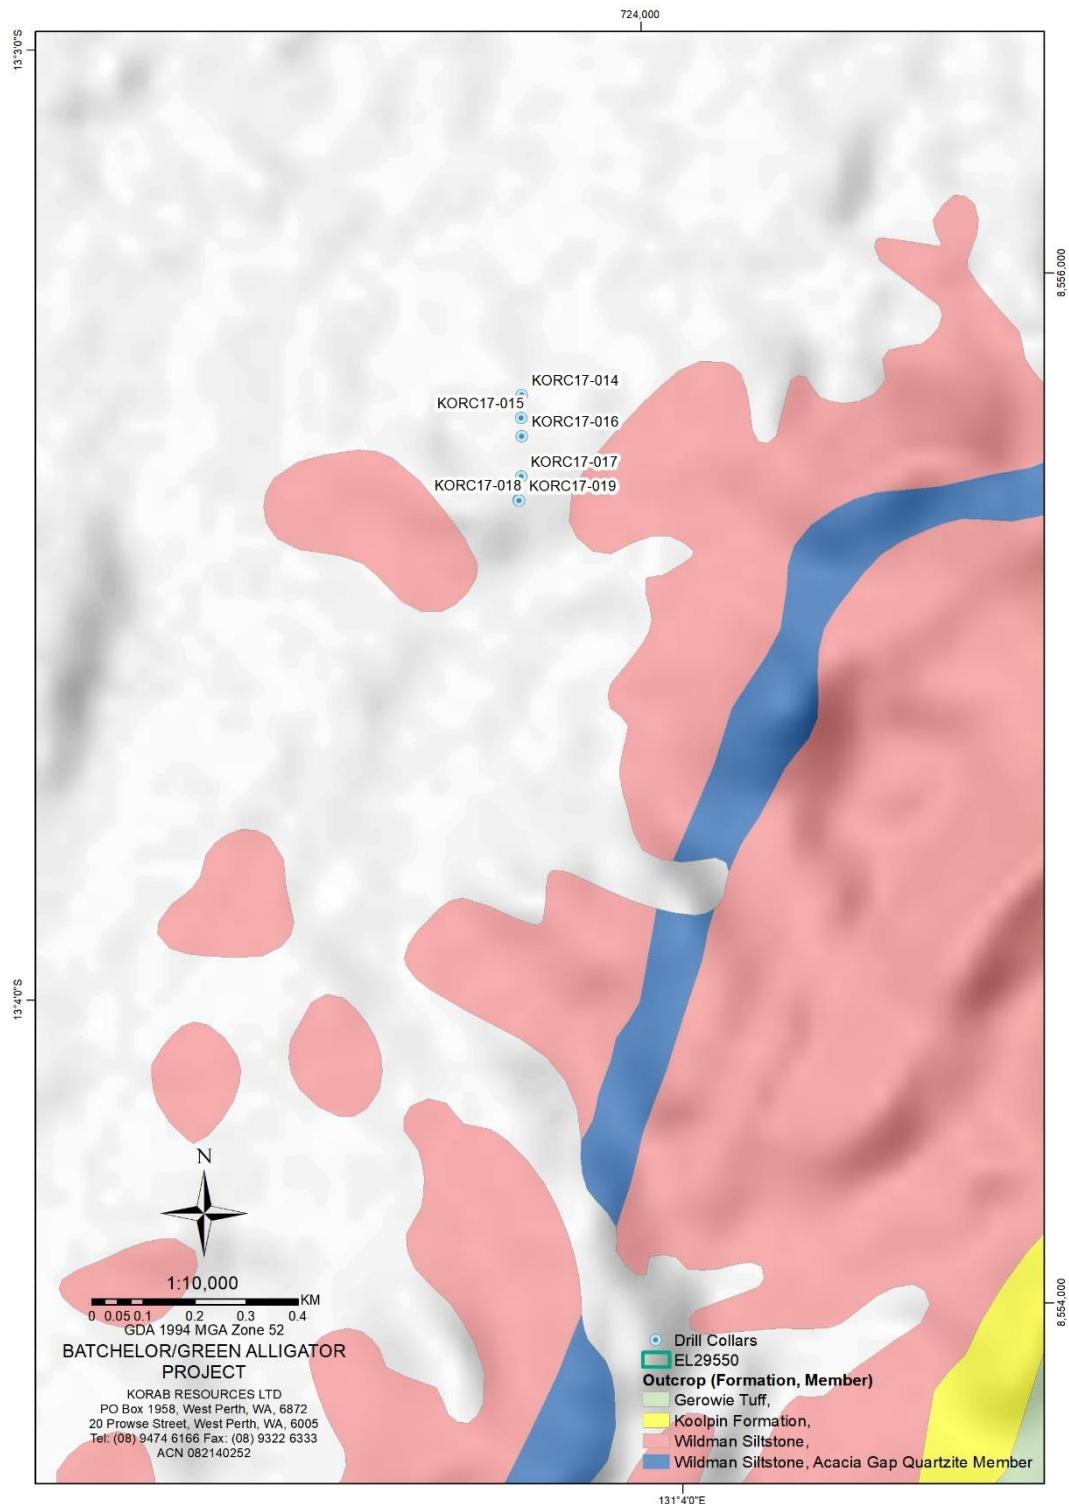 724,000
13°3'0"S
8,556,000
KORC17-014
KORC17-015
KORC17-016
KORC17-017
KORC17-018 KORC17-019
13°4'0"S
N
1:10,000
KM
0 0.05 0.1 0.2 0.3 0.4
GDA 1994 MGA Zone 52
BATCHELOR/GREEN ALLIGATOR
PROJECT
KORAB RESOURCES LTD
PO Box 1958, West Perth, WA, 6872
20 Prowse Street, West Perth, WA, 6005
Tel: (08) 9474 6166 Fax: (08) 9322 6333
ACN 082140252
8,554,000
Drill Collars
EL29550
Outcrop (Formation, Member)
Gerowie Tuff,
Koolpin Formation,
Wildman Siltstone,
Wildman Siltstone, Acacia Gap Quartzite Member
131°4'0"E